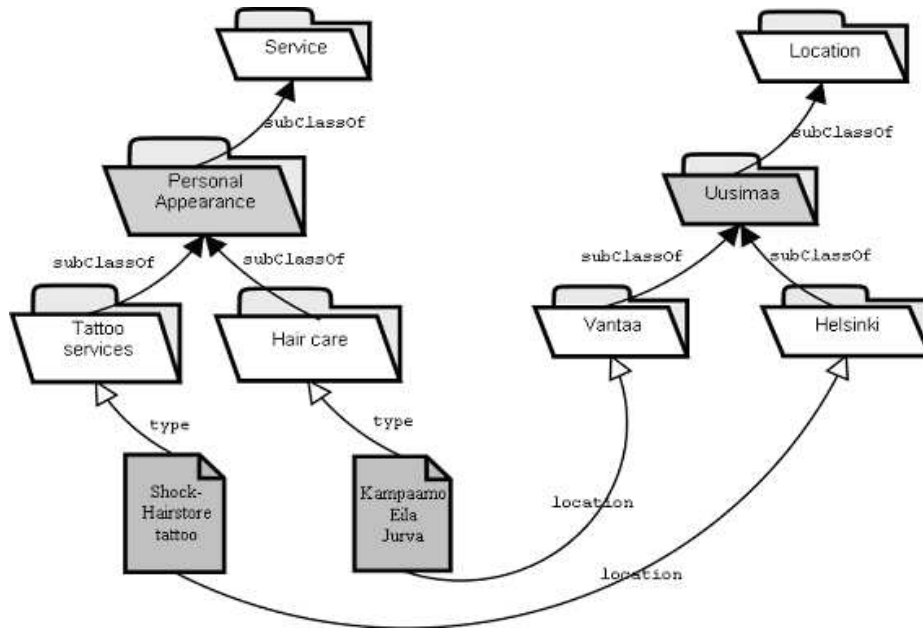 Service
Location
subClassOf
subClassOf
Personal
Appearance
Uusimaa
subClassOf
subClassOf
subClassOf
subClassOf
Tattoo
services
Hair care
Vantaa
Helsinki
type
type
Shock-
Hairstore
tattoo
Kampaamo
Eila
Jurva
location
location